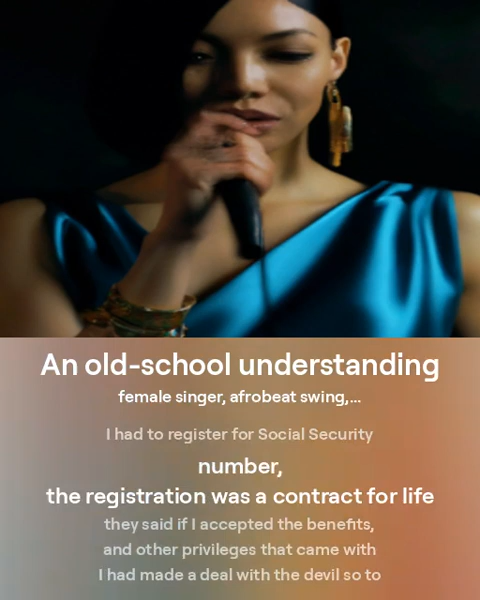 An old-school understanding
female singer, afrobeat swing,...
I had to register for Social Security
number,
the registration was a contract for life
they said if I accepted the benefits,
and other privileges that came with
I had made a deal with the devil so to